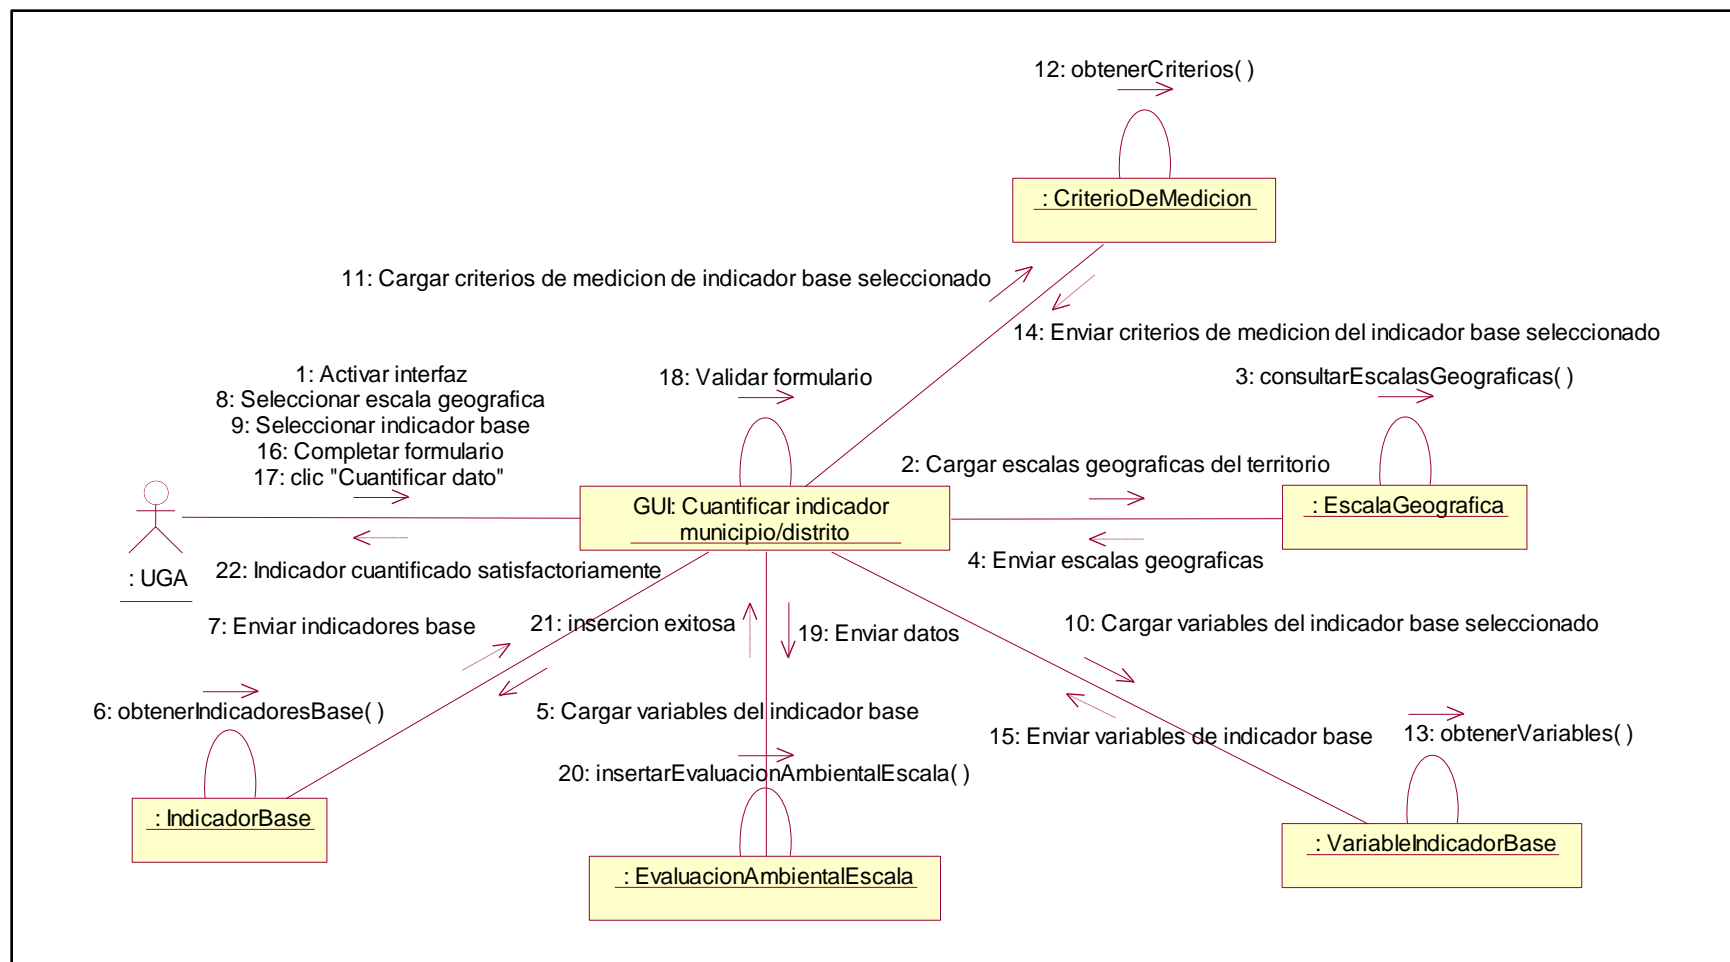 12: obtenerCriterios( )
: CriterioDeMedicion
11: Cargar criterios de medicion de indicador base seleccionado
14: Enviar criterios de medicion del indicador base seleccionado
1: Activar interfaz
8: Seleccionar escala geografica
9: Seleccionar indicador base
16: Completar formulario
17: clic "Cuantificar dato"
18: Validar formulario
3: consultarEscalasGeograficas( )
2: Cargar escalas geograficas del territorio
GUI: Cuantificar indicador
municipio/distrito
: EscalaGeografica
4: Enviar escalas geograficas
: UGA
22: Indicador cuantificado satisfactoriamente
7: Enviar indicadores base
21: insercion exitosa
19: Enviar datos
10: Cargar variables del indicador base seleccionado
6: obtenerIndicadoresBase( )
5: Cargar variables del indicador base
15: Enviar variables de indicador base
13: obtenerVariables( )
20: insertarEvaluacionAmbientalEscala( )
: IndicadorBase
: EvaluacionAmbientalEscala
: VariableIndicadorBase